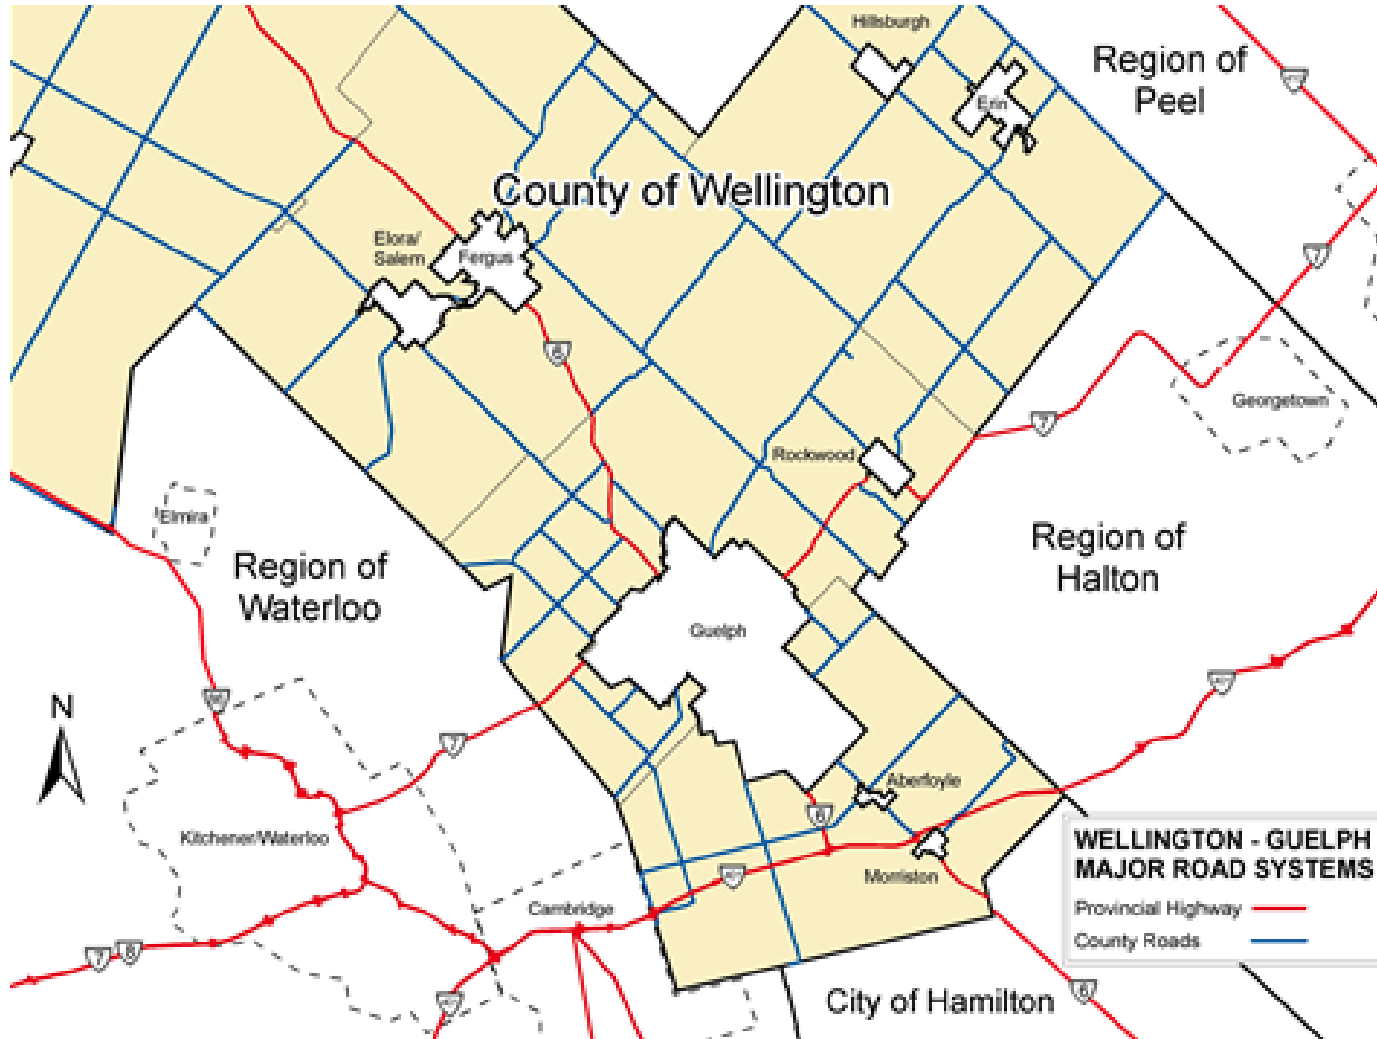 Hillsburgh
Region of
Peel
Erin
County of Wellington
Elora/
Salem
Fergus
7
6
Georgetown
7
Rockwood
Elmira
Region of
Waterloo
Region of
Halton
Guelph
N
7
Aberfoyle
6
Kitchener/Waterloo
WELLINGTON - GUELPH
MAJOR ROAD SYSTEMS
Morriston
Provincial Highway
Cambridge
County Roads
7
8
6
City of Hamilton